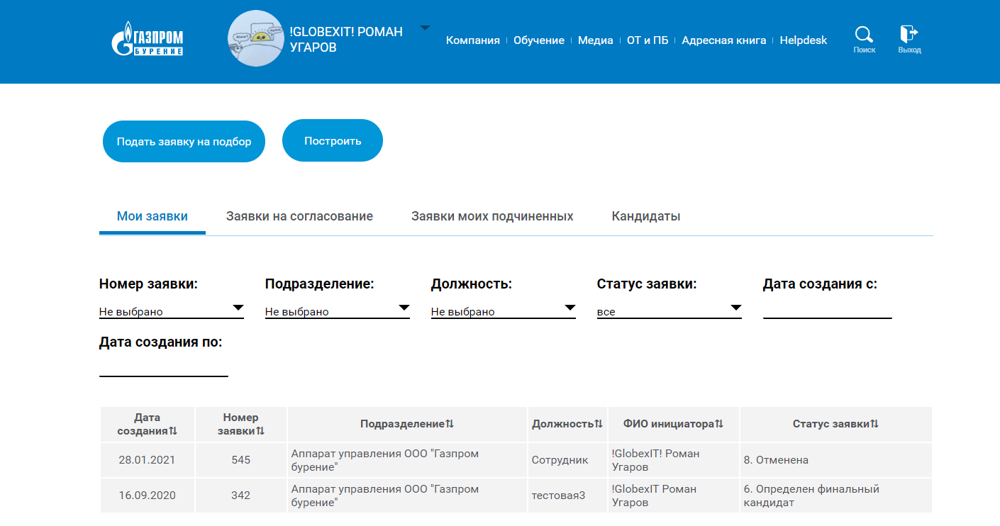 ГАЗПРОМ
БУРЕНИЕ
!GLOBEXIT! РОМАН
УГАРОВ
Компания Обучение Медиа ОТ и ПБ Адресная книга Helpdesk
Поиск Выход
Подать заявку на подбор Построить
Мои заявки Заявки на согласование Заявки моих подчиненных Кандидаты
Номер заявки: Подразделение: Должность: Статус заявки: Дата создания с:
Не выбрано Не выбрано Не выбрано все
Дата создания по:
Дата
создания⇅
Номер
заявки⇅
Подразделение⇅
Должность⇅
ФИО инициатора⇅
Статус заявки⇅
28.01.2021
545
Аппарат управления ООО "Газпром
бурение"
Сотрудник
!GlobexIT! Роман
Угаров
8. Отменена
16.09.2020
342
Аппарат управления ООО "Газпром
бурение"
тестовая3
!GlobexIT Роман
Угаров
6. Определен финальный
кандидат